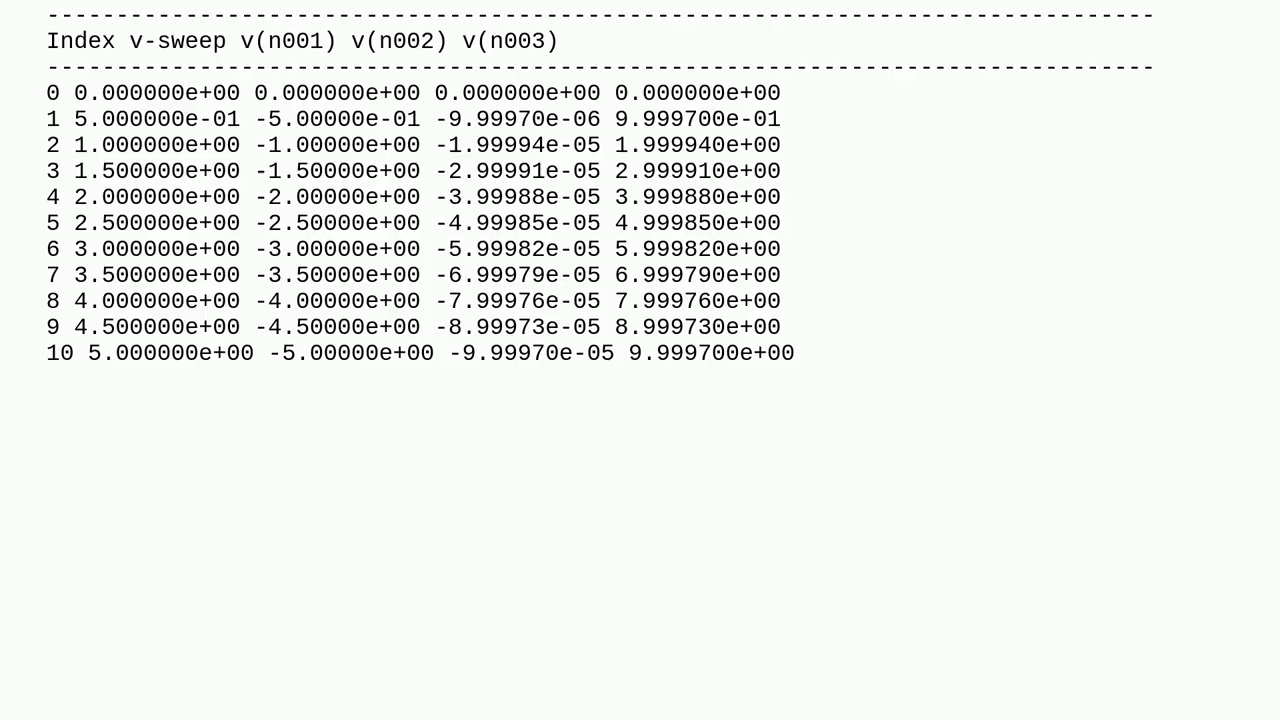 --------------------------------------------------------------------------------
Index v-sweep v(n001) v(n002) v(n003)
--------------------------------------------------------------------------------
0 0.000000e+00 0.000000e+00 0.000000e+00 0.000000e+00
1 5.000000e-01 -5.00000e-01 -9.99970e-06 9.999700e-01
2 1.000000e+00 -1.00000e+00 -1.99994e-05 1.999940e+00
3 1.500000e+00 -1.50000e+00 -2.99991e-05 2.999910e+00
4 2.000000e+00 -2.00000e+00 -3.99988e-05 3.999880e+00
5 2.500000e+00 -2.50000e+00 -4.99985e-05 4.999850e+00
6 3.000000e+00 -3.00000e+00 -5.99982e-05 5.999820e+00
7 3.500000e+00 -3.50000e+00 -6.99979e-05 6.999790e+00
8 4.000000e+00 -4.00000e+00 -7.99976e-05 7.999760e+00
9 4.500000e+00 -4.50000e+00 -8.99973e-05 8.999730e+00
10 5.000000e+00 -5.00000e+00 -9.99970e-05 9.999700e+00